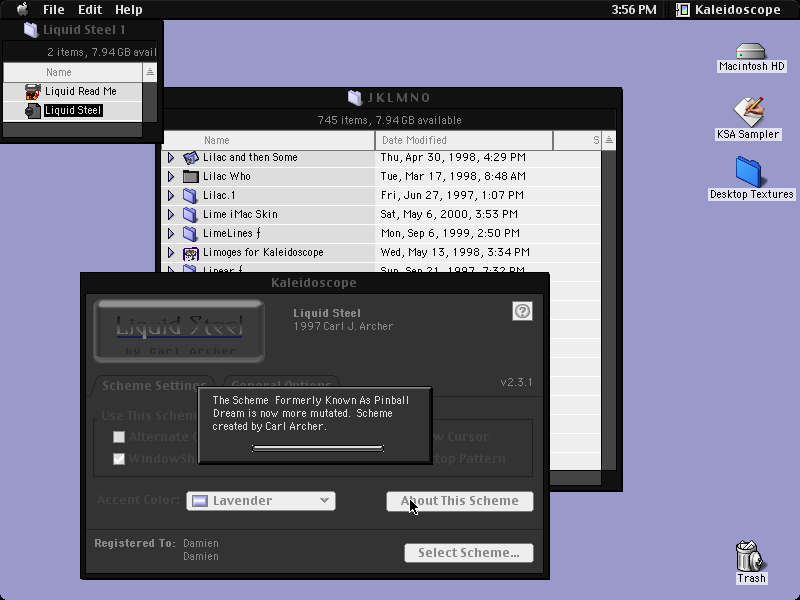 File Edit Help
3:56 PM Kaleidoscope
Liquid Steel 1
2 items, 7.94 GB avail
Name
Liquid Read Me
Liquid Steel
JKLMNO
745 items, 7.94 GB available
Name Date Modified S
Lilac and then Some Thu, Apr 30, 1998, 4:29 PM
Lilac Who Tue, Mar 17, 1998, 8:48 AM
Lilac.1 Fri, Jun 27, 1997, 1:07 PM
Lime iMac Skin Sat, May 6, 2000, 3:53 PM
LimeLines ƒ Mon, Sep 6, 1999, 2:50 PM
Limoges for Kaleidoscope Wed, May 13, 1998, 3:34 PM
Linear ƒ Sun, Sep 21, 1997, 7:32 PM
Macintosh HD
KSA Sampler
Desktop Textures
Trash
Kaleidoscope
Liquid Steel
by Carl Archer
Liquid Steel
1997 Carl J. Archer
?
Scheme Settings General Options v2.3.1
Use This Schem
Alternate
w Cursor
WindowSh
top Pattern
The Scheme Formerly Known As Pinball
Dream is now more mutated. Scheme
created by Carl Archer.
Accent Color: Lavender About This Scheme
Registered To: Damien
Damien
Select Scheme...